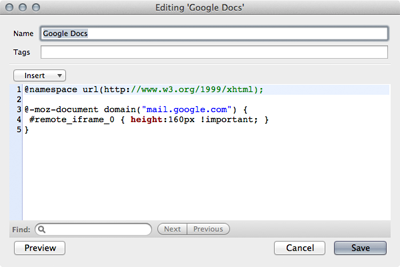 Editing 'Google Docs'
Name Google Docs
Tags
Insert
1 @namespace url(http://www.w3.org/1999/xhtml);
2
3 @-moz-document domain("mail.google.com") {
4 #remote_iframe_0 { height:160px !important; }
5 }
Find: Next Previous
Preview Cancel Save